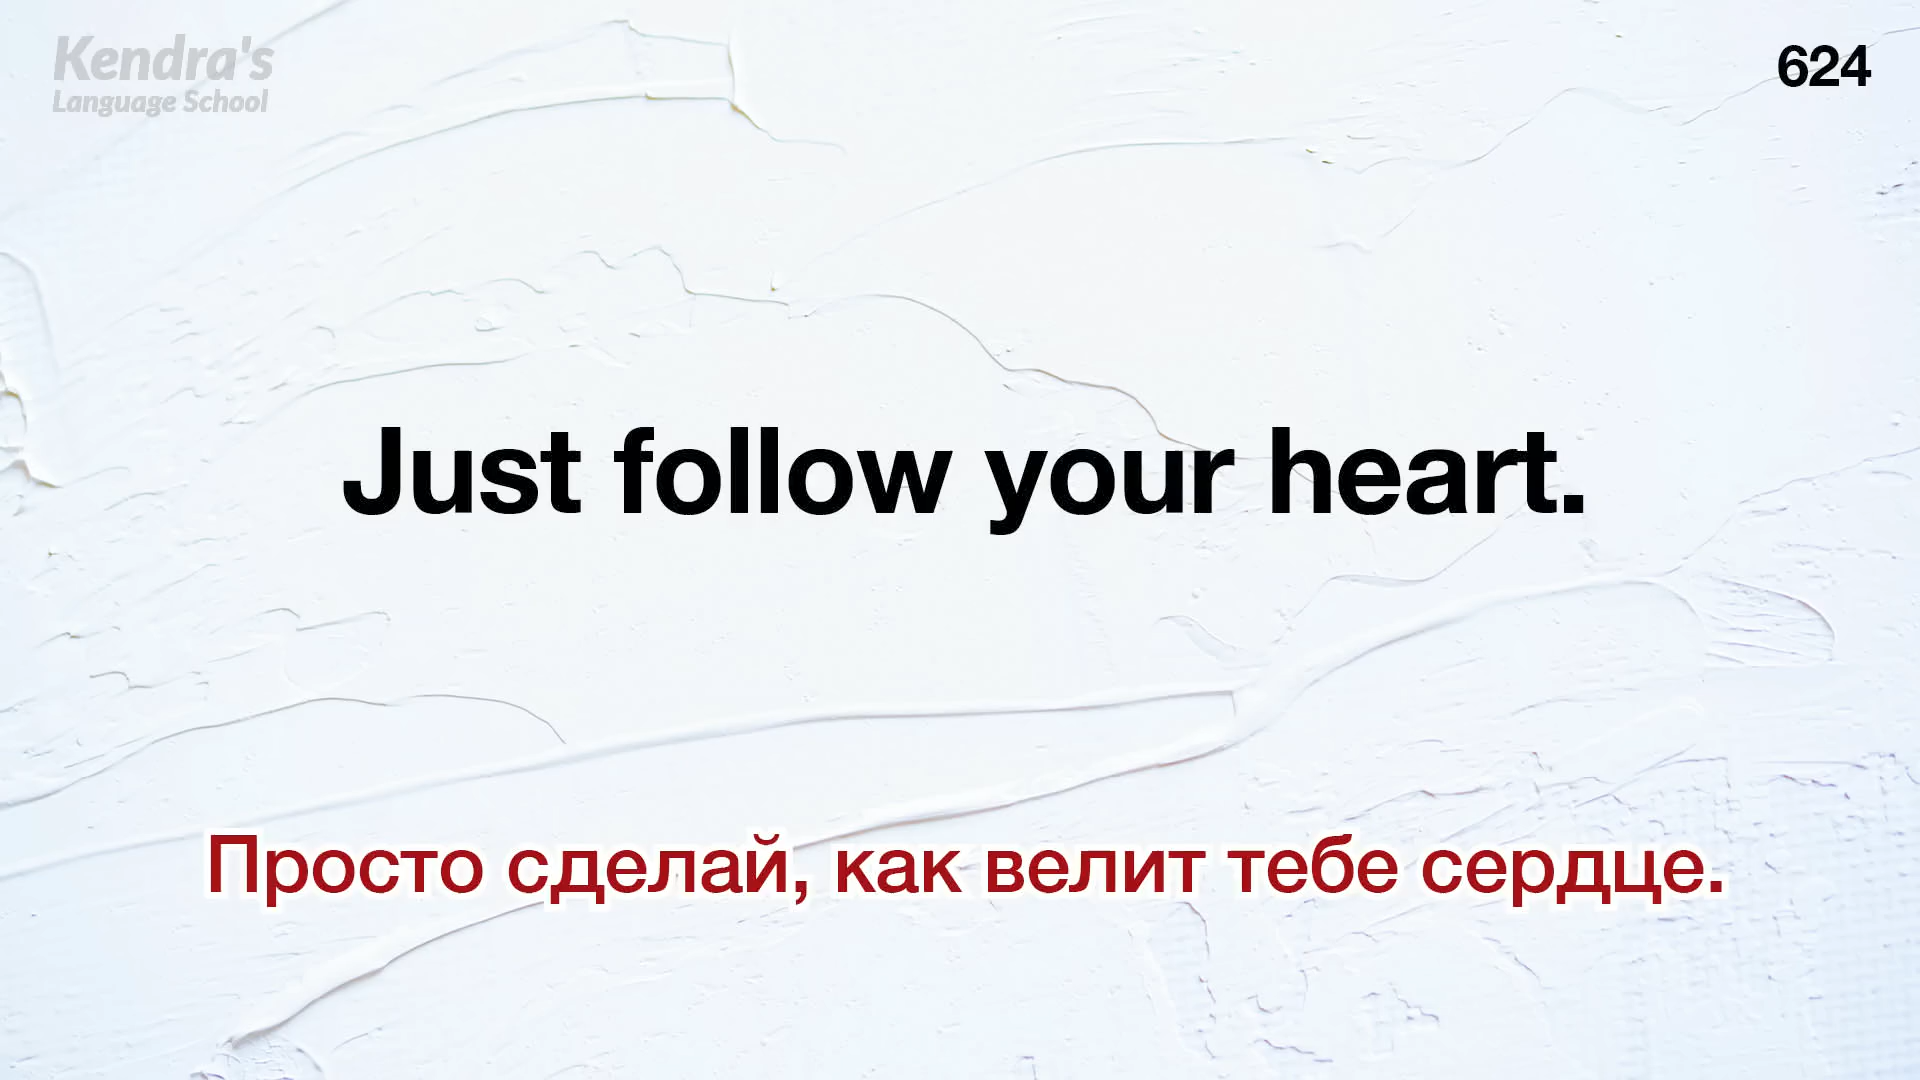 Kendra's
Language School
624
Just follow your heart.
Просто сделай, как велит тебе сердце.